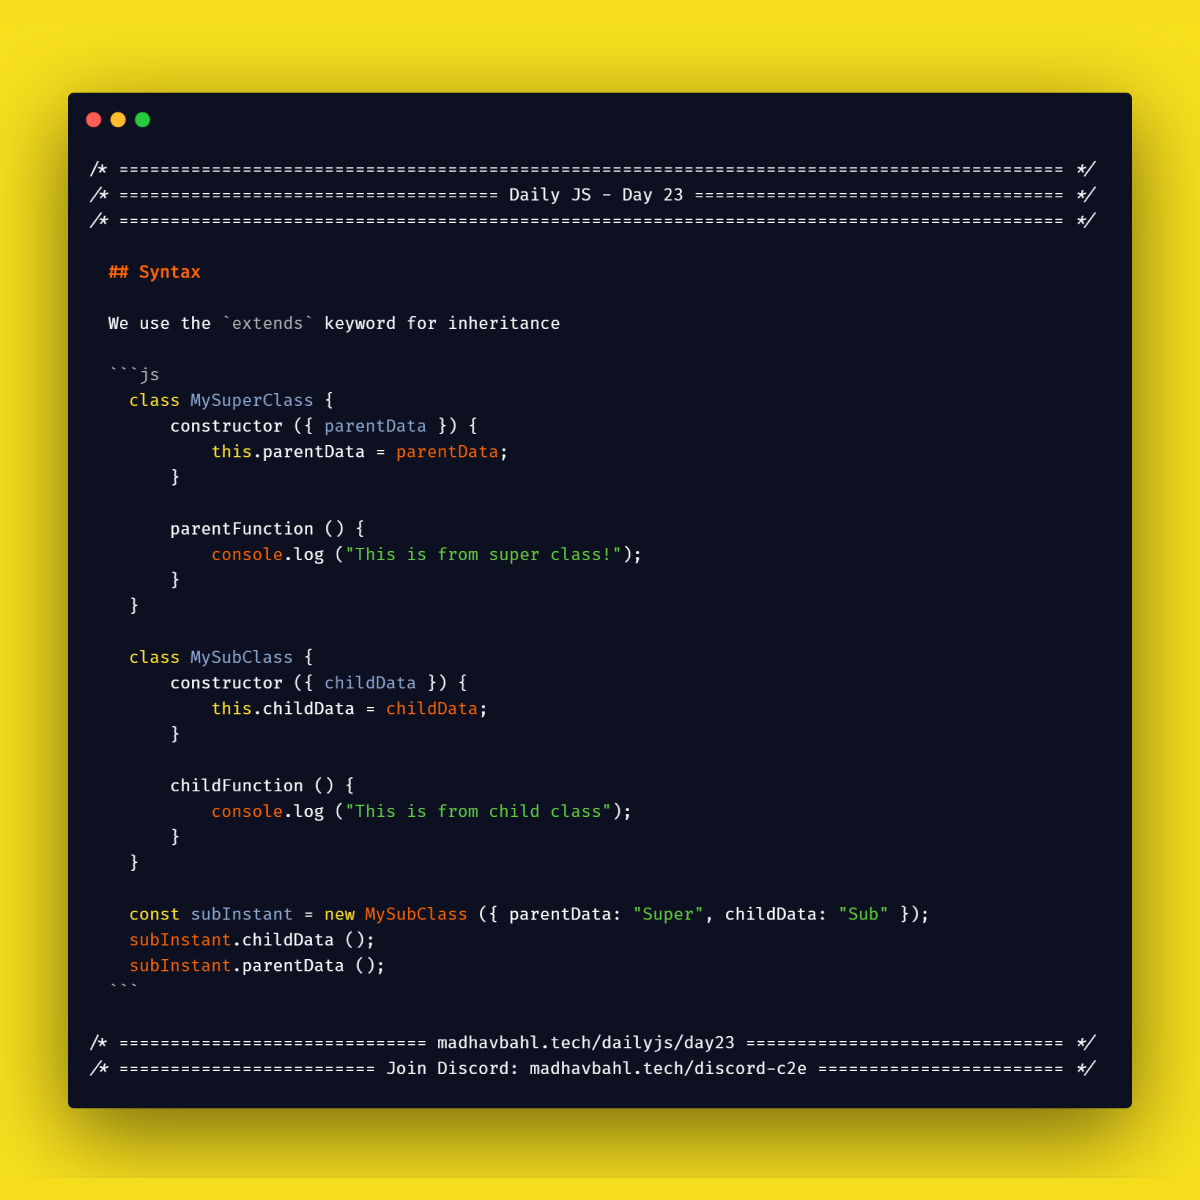 /* ============================================================================================ */
/* ===================================== Daily JS - Day 23 ==================================== */
/* ============================================================================================ */
## Syntax
We use the `extends` keyword for inheritance
```js
class MySuperClass {
constructor ({ parentData }) {
this.parentData = parentData;
}
parentFunction () {
console.log ("This is from super class!");
}
}
class MySubClass {
constructor ({ childData }) {
this.childData = childData;
}
childFunction () {
console.log ("This is from child class");
}
}
const subInstant = new MySubClass ({ parentData: "Super", childData: "Sub" });
subInstant.childData ();
subInstant.parentData ();
```
/* ============================== madhavbahl.tech/dailyjs/day23 =============================== */
/* ========================= Join Discord: madhavbahl.tech/discord-c2e ======================== */